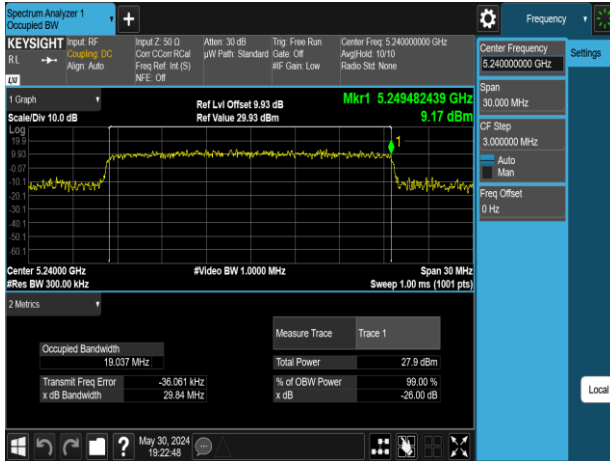 Spectrum Analyzer 1
Occupied BW
Frequency
KEYSIGHT
Input: RF
Coupling: DC
Align: Auto
Input Z: 50 Ω
Corr CCorr RCal
Freq Ref: Int (S)
NFE: Off
Atten: 30 dB
µW Path: Standard
Trig: Free Run
Gate: Off
#IF Gain: Low
Center Freq: 5.240000000 GHz
Avg|Hold: 10/10
Radio Std: None
R L
LXI
Center Frequency
5.240000000 GHz
Settings
Span
30.000 MHz
CF Step
3.000000 MHz
Auto
Man
Freq Offset
0 Hz
1 Graph
Scale/Div 10.0 dB
Ref Lvl Offset 9.93 dB
Ref Value 29.93 dBm
Mkr1 5.249482439 GHz
9.17 dBm
Log
19.9
9.93
-0.07
-10.1
-20.1
-30.1
-40.1
-50.1
-60.1
1
Center 5.24000 GHz
#Res BW 300.00 kHz
#Video BW 1.0000 MHz
Span 30 MHz
Sweep 1.00 ms (1001 pts)
2 Metrics
Measure Trace Trace 1
Occupied Bandwidth
19.037 MHz
Total Power 27.9 dBm
Transmit Freq Error -36.061 kHz
% of OBW Power 99.00 %
x dB Bandwidth 29.84 MHz
x dB -26.00 dB
Local
?
May 30, 2024
19:22:48